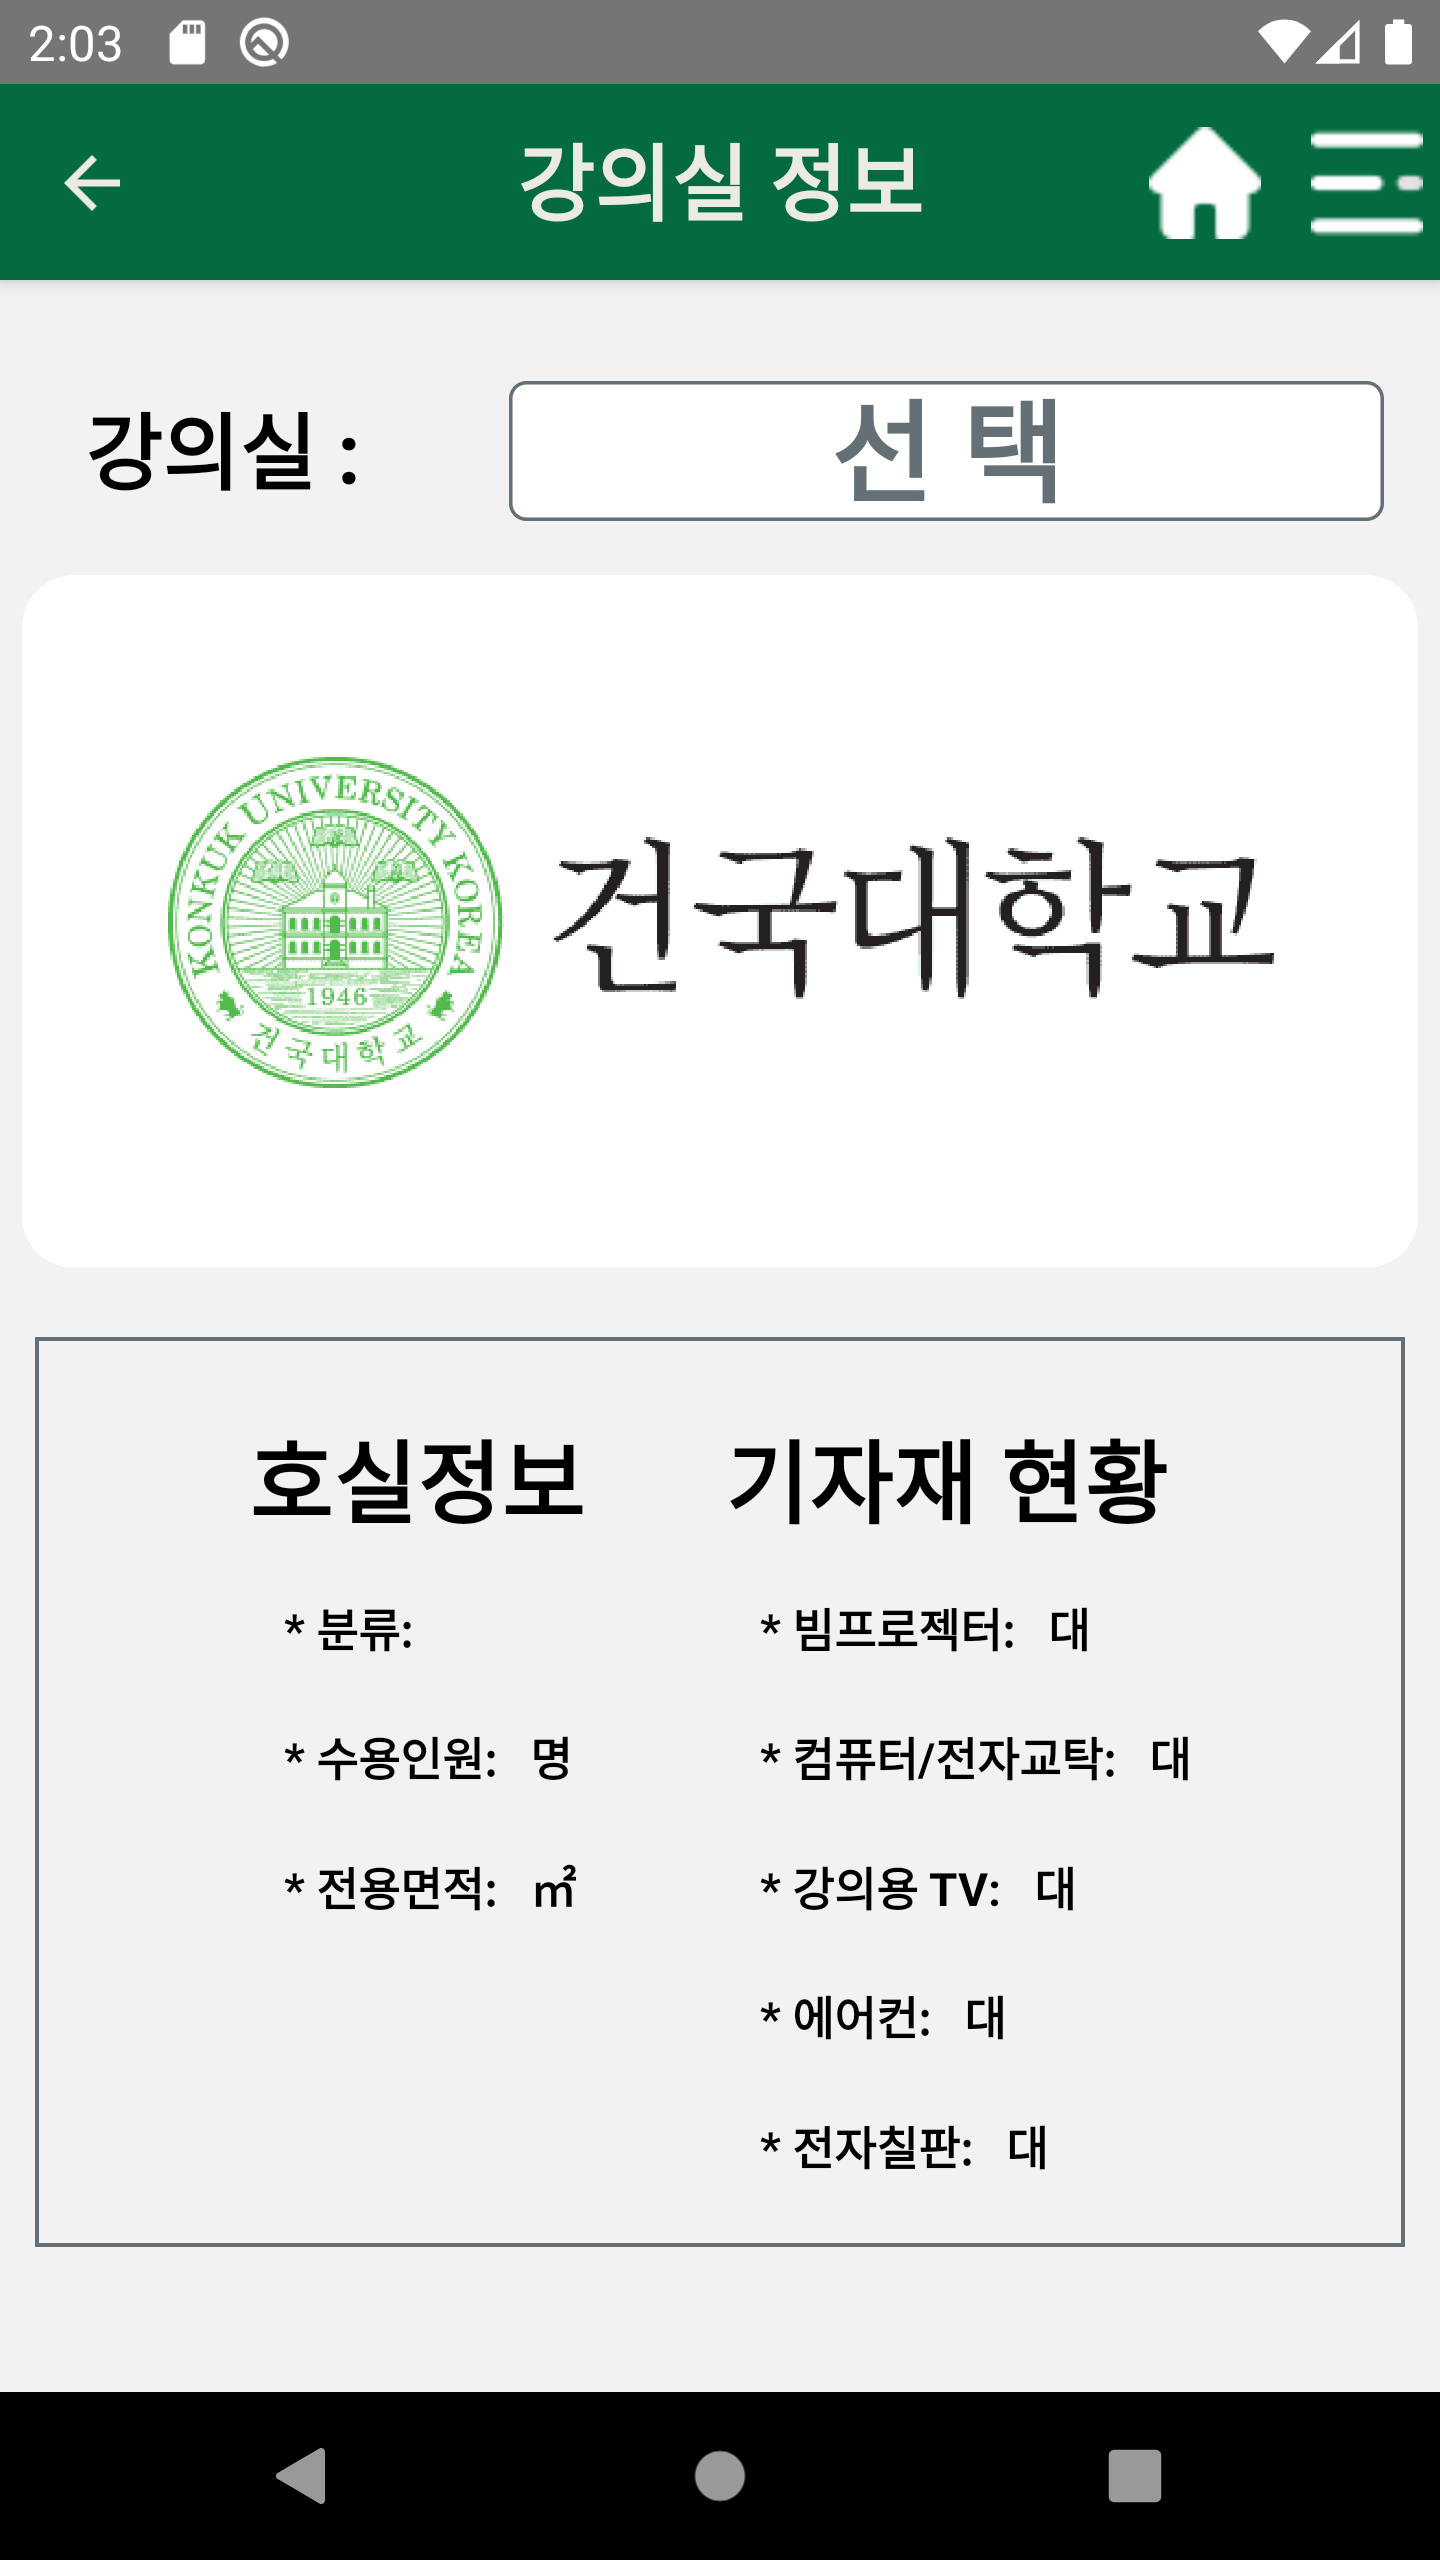 2:03
강의실 정보
강의실 :
선 택
KONKUK UNIVERSITY KOREA
1946
건국대학교
건국대학교
호실정보
기자재 현황
* 분류:
* 빔프로젝터: 대
* 수용인원: 명
* 컴퓨터/전자교탁: 대
* 전용면적: ㎡
* 강의용 TV: 대
* 에어컨: 대
* 전자칠판: 대